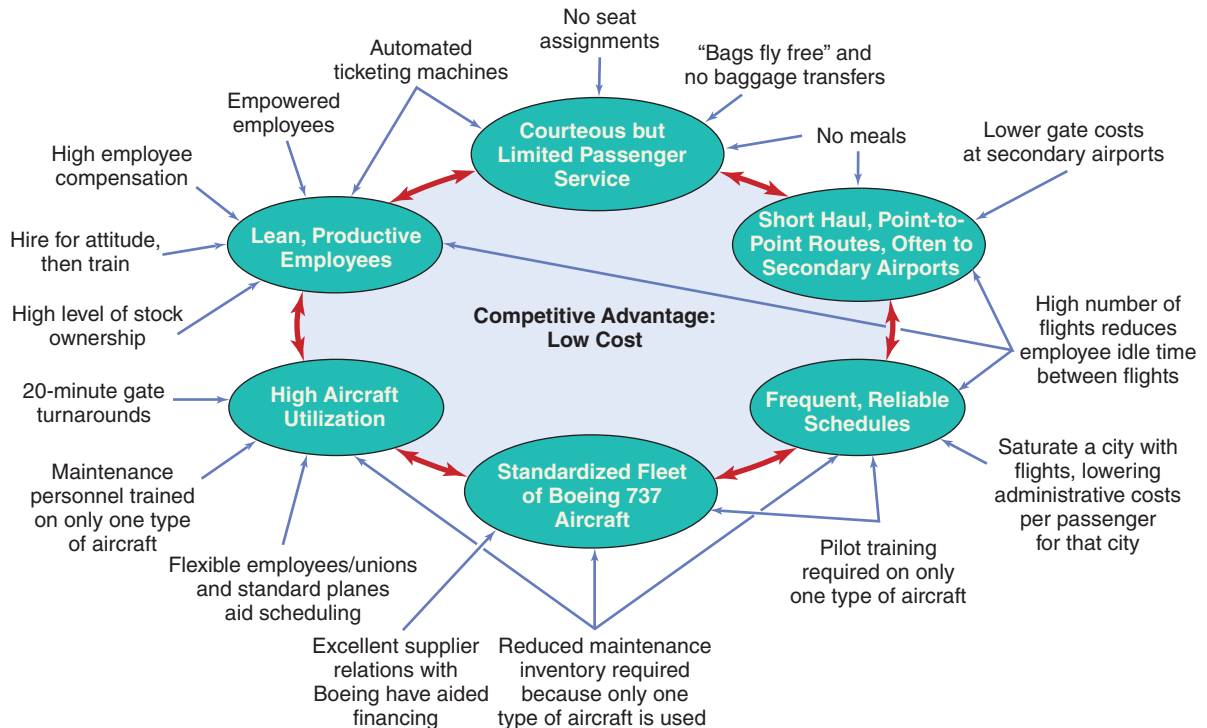 No seat
assignments
Automated
ticketing machines
“Bags fly free” and
no baggage transfers
Empowered
employees
Courteous but
Limited Passenger
Service
No meals
Lower gate costs
at secondary airports
High employee
compensation
Lean, Productive
Employees
Short Haul, Point-to-
Point Routes, Often to
Secondary Airports
Hire for attitude,
then train
High level of stock
ownership
Competitive Advantage:
Low Cost
High number of
flights reduces
employee idle time
between flights
20-minute gate
turnarounds
High Aircraft
Utilization
Frequent, Reliable
Schedules
Standardized Fleet
of Boeing 737
Aircraft
Saturate a city with
flights, lowering
administrative costs
per passenger
for that city
Maintenance
personnel trained
on only one type
of aircraft
Flexible employees/unions
and standard planes
aid scheduling
Pilot training
required on only
one type of aircraft
Excellent supplier
relations with
Boeing have aided
financing
Reduced maintenance
inventory required
because only one
type of aircraft is used